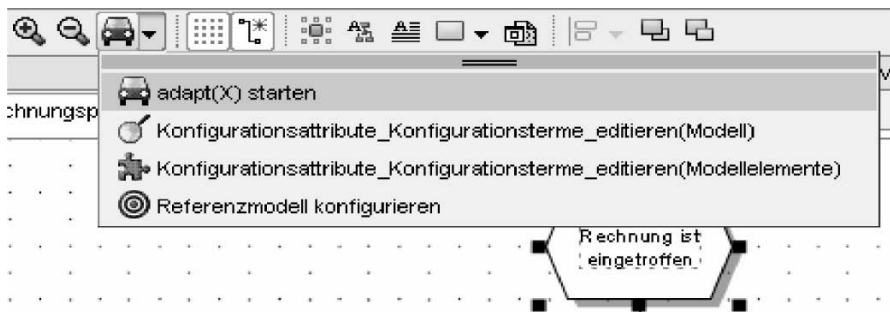 adapt(X) starten
chnungsp
Konfigurationsattribute_Konfigurationsterme_editieren(Modell)
Konfigurationsattribute_Konfigurationsterme_editieren(Modellelemente)
Referenzmodell konfigurieren
Rechnung ist
eingetroffen